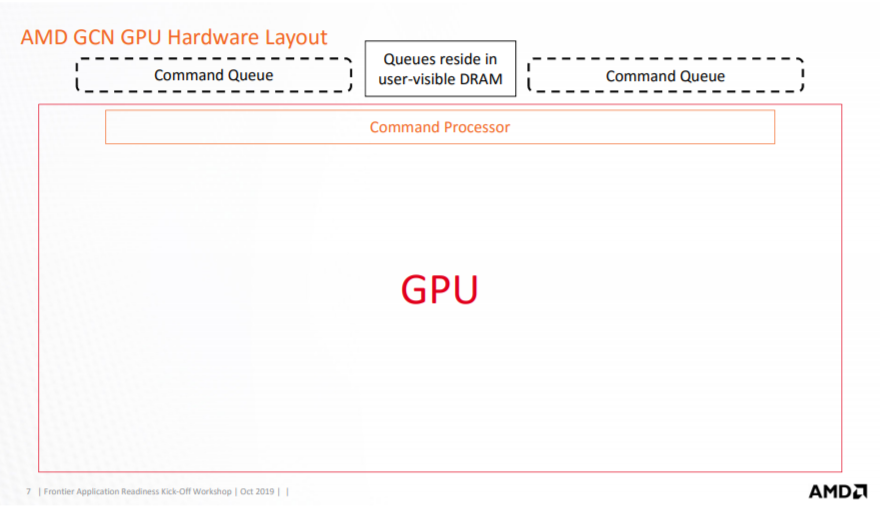 AMD GCN GPU Hardware Layout
Command Queue
Queues reside in
user-visible DRAM
Command Queue
Command Processor
GPU
7 | Frontier Application Readiness Kick-Off Workshop | Oct 2019 | |
AMD